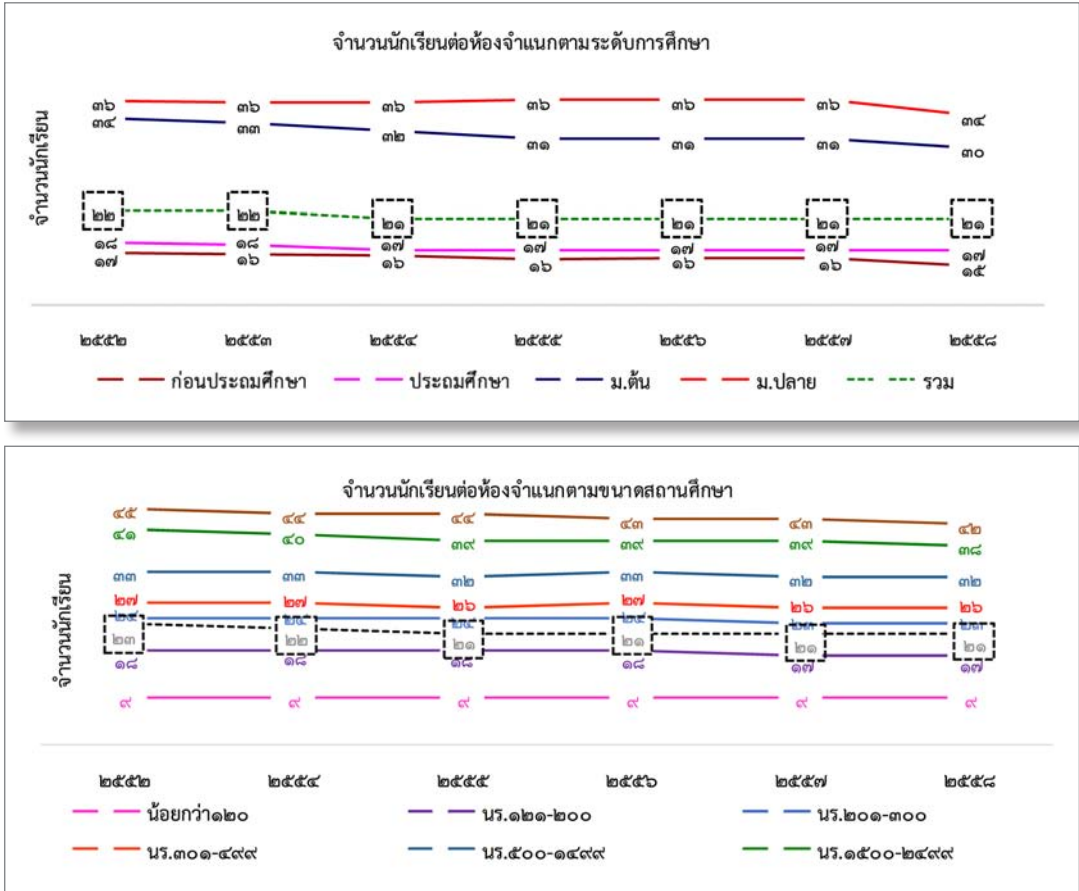 จำนวนนักเรียนต่อห้องจำแนกตามระดับการศึกษา
จำนวนนักเรียน
๓๖ ๓๖ ๓๖ ๓๖ ๓๖ ๓๖ ๓๔
๓๔ ๓๓ ๓๒ ๓๑ ๓๑ ๓๑ ๓๐
๒๒ ๒๒ ๒๑ ๒๑ ๒๑ ๒๑ ๒๑
๑๘ ๑๘ ๑๗ ๑๗ ๑๗ ๑๗ ๑๗
๑๗ ๑๖ ๑๖ ๑๖ ๑๖ ๑๖ ๑๕
๒๕๕๒ ๒๕๕๓ ๒๕๕๔ ๒๕๕๕ ๒๕๕๖ ๒๕๕๗ ๒๕๕๘
ก่อนประถมศึกษา ประถมศึกษา ม.ต้น ม.ปลาย รวม
จำนวนนักเรียนต่อห้องจำแนกตามขนาดสถานศึกษา
จำนวนนักเรียน
๔๕ ๔๔ ๔๔ ๔๓ ๔๓ ๔๒
๔๑ ๔๐ ๓๙ ๓๙ ๓๙ ๓๘
๓๓ ๓๓ ๓๒ ๓๓ ๓๒ ๓๒
๒๗ ๒๗ ๒๖ ๒๗ ๒๖ ๒๖
๒๔ ๒๔ ๒๔ ๒๔ ๒๓ ๒๓
๒๓ ๒๒ ๒๑ ๒๑ ๒๑ ๒๑
๑๘ ๑๘ ๑๘ ๑๘ ๑๗ ๑๗
๙ ๙ ๙ ๙ ๙ ๙
๒๕๕๒ ๒๕๕๔ ๒๕๕๕ ๒๕๕๖ ๒๕๕๗ ๒๕๕๘
น้อยกว่า๑๒๐ นร.๑๒๑-๒๐๐ นร.๒๐๑-๓๐๐
นร.๓๐๑-๔๙๙ นร.๕๐๐-๑๔๙๙ นร.๑๕๐๐-๒๔๙๙